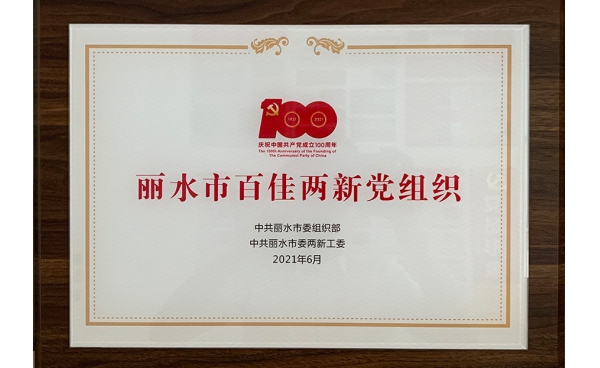 100
1921 2021
庆祝中国共产党成立100周年
The 100th Anniversary of the Founding of
The Communist Party of China
丽水市百佳两新党组织
中共丽水市委组织部
中共丽水市委两新工委
2021年6月